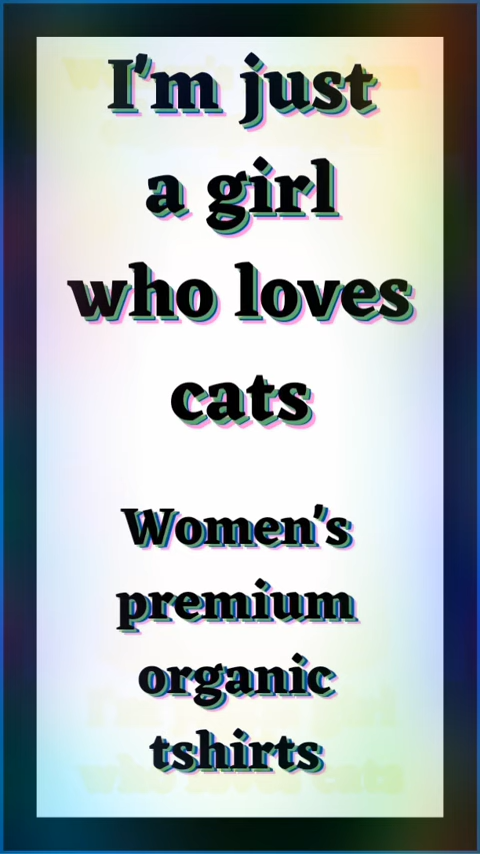 I'm just
a girl
who loves
cats
Women's
premium
organic
tshirts